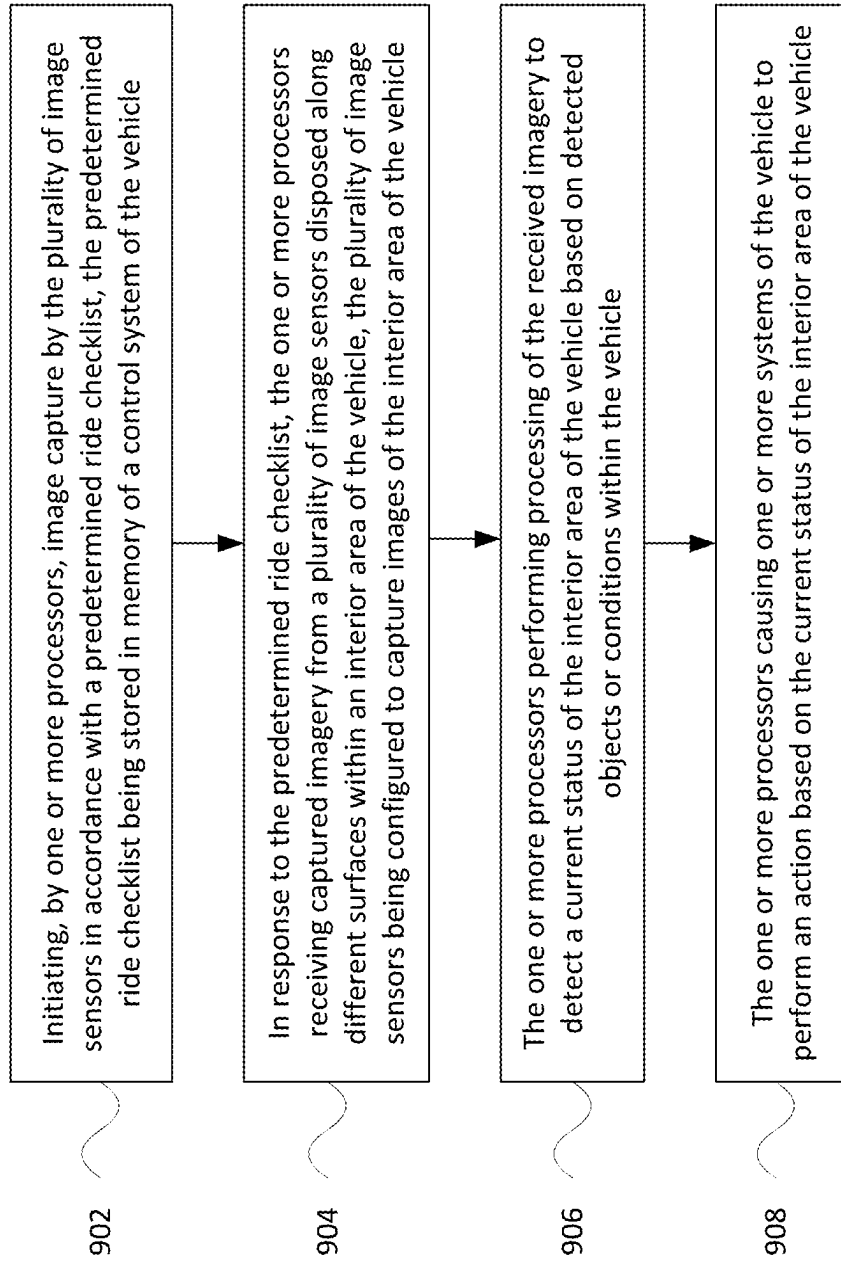 902
Initiating, by one or more processors, image capture by the plurality of image
sensors in accordance with a predetermined ride checklist, the predetermined
ride checklist being stored in memory of a control system of the vehicle
904
In response to the predetermined ride checklist, the one or more processors
receiving captured imagery from a plurality of image sensors disposed along
different surfaces within an interior area of the vehicle, the plurality of image
sensors being configured to capture images of the interior area of the vehicle
906
The one or more processors performing processing of the received imagery to
detect a current status of the interior area of the vehicle based on detected
objects or conditions within the vehicle
908
The one or more processors causing one or more systems of the vehicle to
perform an action based on the current status of the interior area of the vehicle